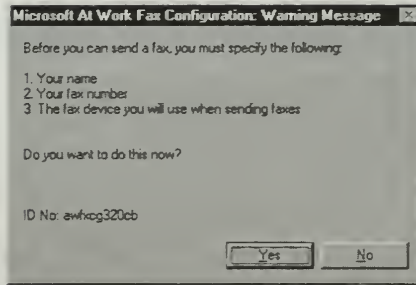 Microsoft At Work Fax Configuration: Warning Message
Before you can send a fax, you must specify the following:
1. Your name
2. Your fax number
3 The fax device you will use when sending faxes
Do you want to do this now?
ID No: awfxcg320cb
Yes No